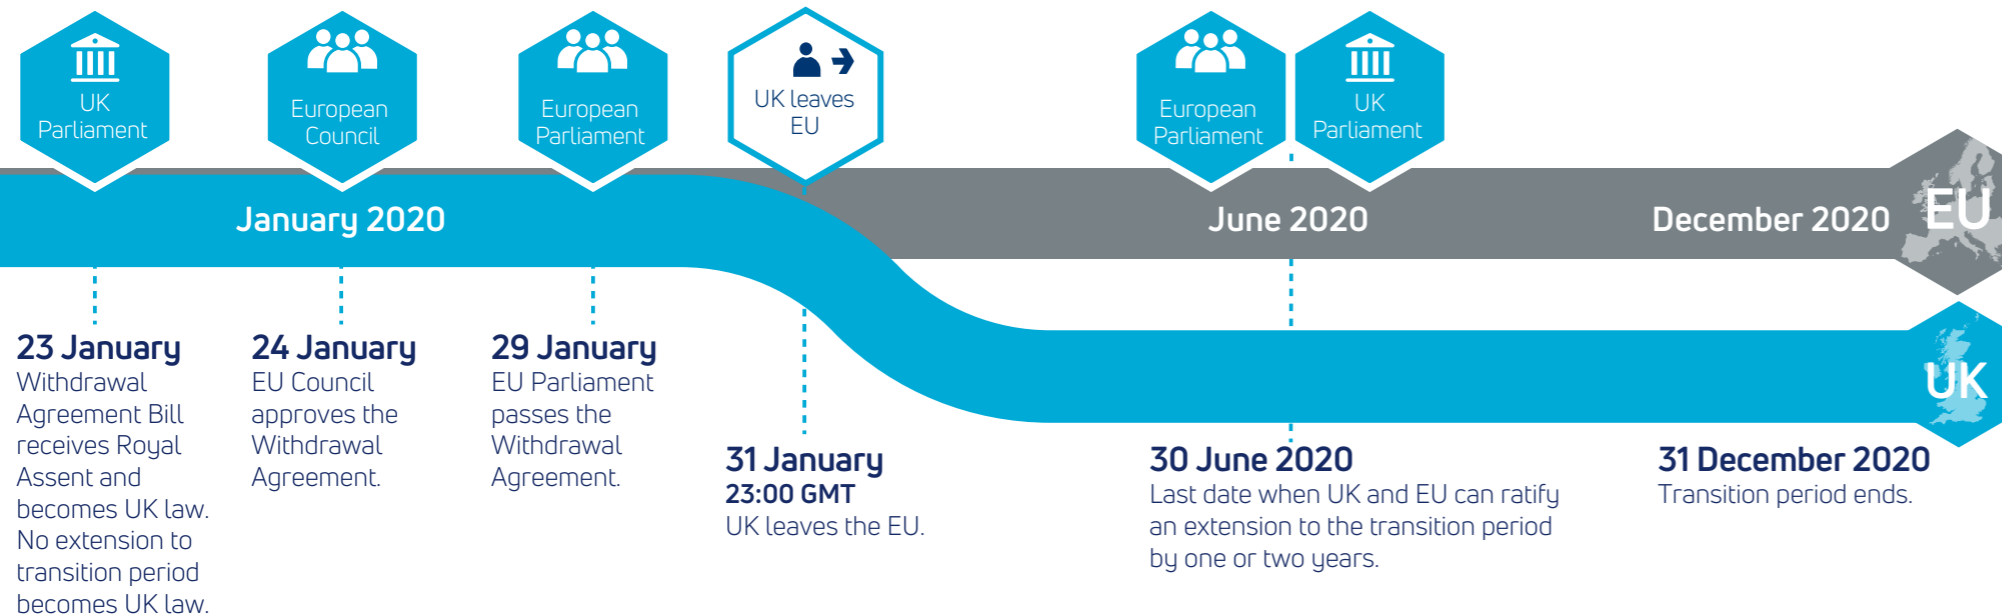 UK
Parliament
European
Council
European
Parliament
UK leaves
EU
European
Parliament
UK
Parliament
January 2020
June 2020
December 2020
EU
UK
23 January
Withdrawal
Agreement Bill
receives Royal
Assent and
becomes UK law.
No extension to
transition period
becomes UK law.
24 January
EU Council
approves the
Withdrawal
Agreement.
29 January
EU Parliament
passes the
Withdrawal
Agreement.
31 January
23:00 GMT
UK leaves the EU.
30 June 2020
Last date when UK and EU can ratify
an extension to the transition period
by one or two years.
31 December 2020
Transition period ends.